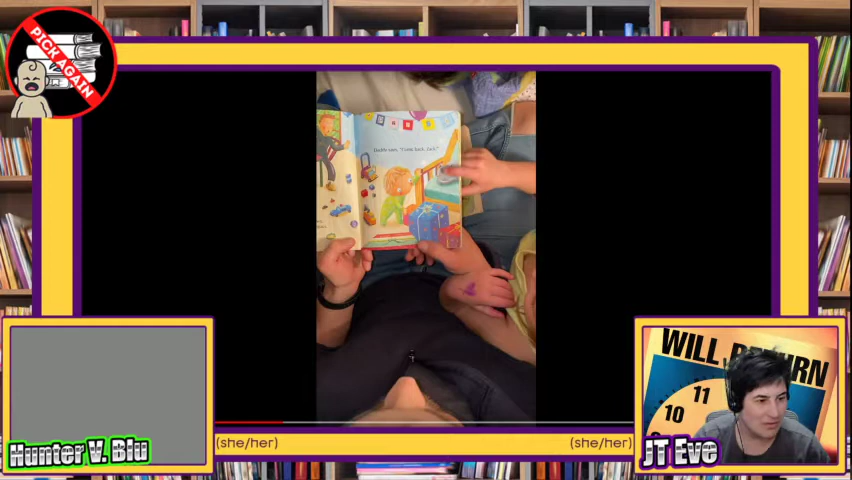 PICK AGAIN
Daddy says, "Come back, Jack!"
WILL RETURN
11
10
Hunter V. Blu
(she/her)
(she/her)
JT Eve